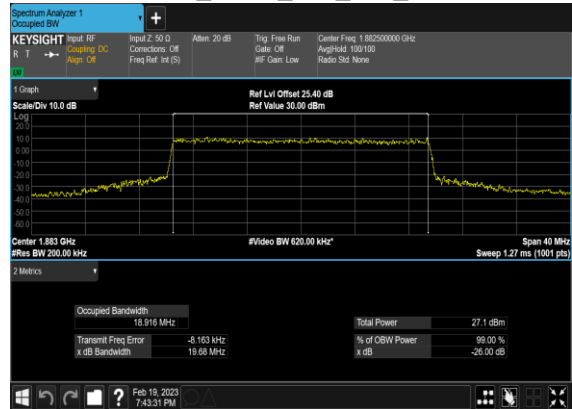 Spectrum Analyzer 1
Occupied BW
+
KEYSIGHT Input: RF Input Z: 50 Ω Atten: 20 dB Trig: Free Run Center Freq: 1.882500000 GHz
R T Coupling: DC Corrections: Off Gate: Off Avg|Hold: 100/100
Align: Off Freq Ref: Int (S) #IF Gain: Low Radio Std: None
1 Graph
Ref Lvl Offset 25.40 dB
Scale/Div 10.0 dB Ref Value 30.00 dBm
Log
20.0
10.0
0.00
-10.0
-20.0
-30.0
-40.0
-50.0
-60.0
Center 1.883 GHz #Video BW 620.00 kHz* Span 40 MHz
#Res BW 200.00 kHz Sweep 1.27 ms (1001 pts)
2 Metrics
Occupied Bandwidth
18.916 MHz Total Power 27.1 dBm
Transmit Freq Error -8.163 kHz % of OBW Power 99.00 %
x dB Bandwidth 19.68 MHz x dB -26.00 dB
? Feb 19, 2023
7:43:31 PM